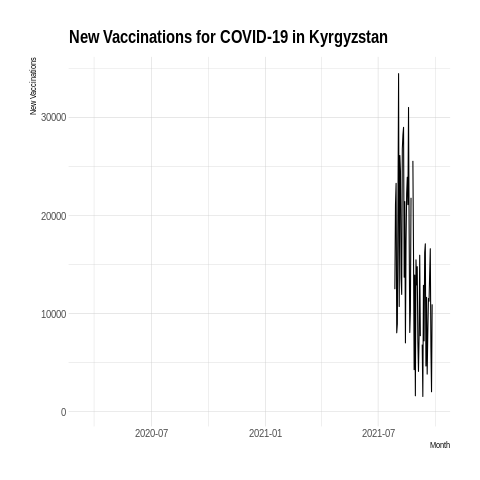 New Vaccinations for COVID-19 in Kyrgyzstan
New Vaccinations
30000
20000
10000
0
2020-07 2021-01 2021-07
Month